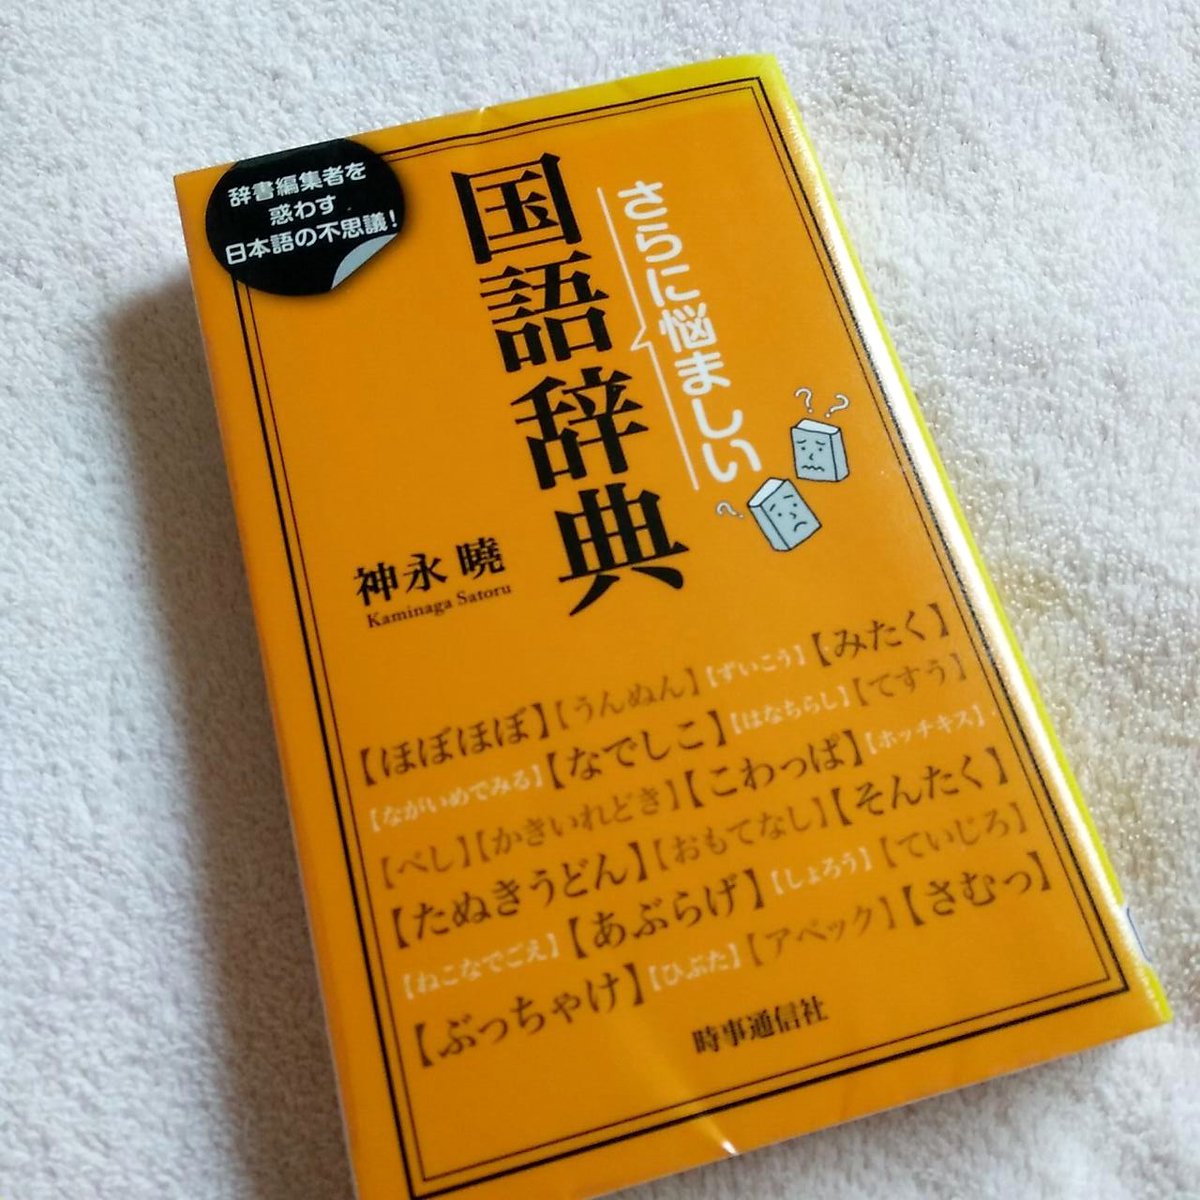 辞書編集者を
惑わす
日本語の不思議!
さらに悩ましい
国語辞典
神永 曉
Kaminaga Satoru
【ほぼほぼ】【うんぬん】【ずいこう】【みたく】
【ながいめでみる】【なでしこ】【はなちらし】【てすう】
【べし】【かきいれどき】【こわっぱ】【ホッチキス】
【たぬきうどん】【おもてなし】【そんたく】
【ねこなでごえ】【あぶらげ】【しょろう】【ていじろ】
【ぶっちゃけ】【ひぶた】【アベック】【さむっ】
時事通信社